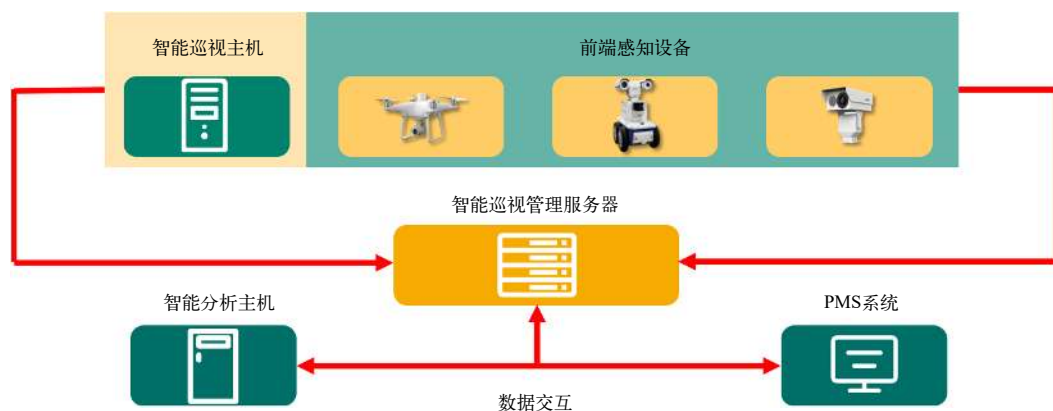 智能巡视主机
前端感知设备
智能巡视管理服务器
智能分析主机
PMS系统
数据交互